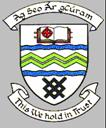 Ag Seo Ár gCúram
This We hold in Trust